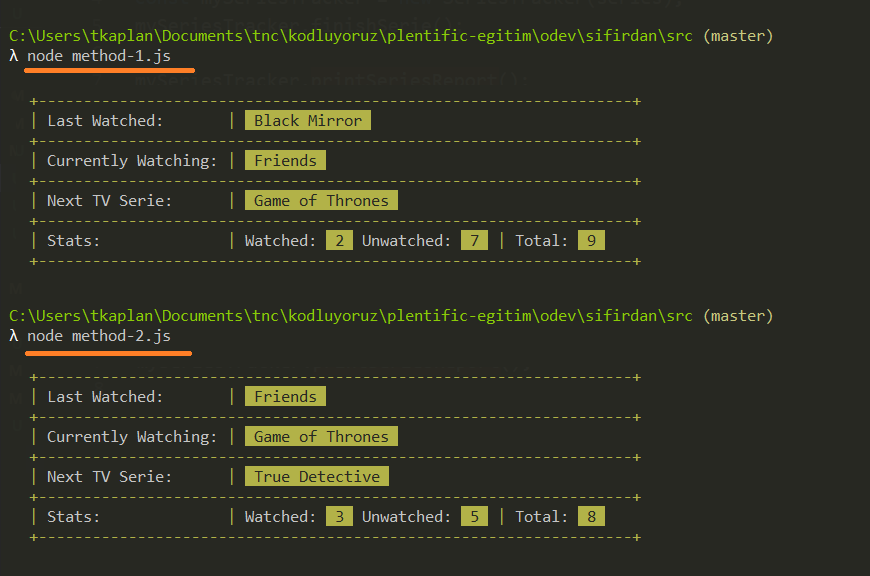 C:\Users\tkaplan\Documents\tnc\kodluyoruz\plentific-egitim\odev\sifirdan\src (master)
λ node method-1.js
+------------------------------------------------------------------+
| Last Watched: | Black Mirror
+------------------------------------------------------------------+
| Currently Watching: | Friends
+------------------------------------------------------------------+
| Next TV Serie: | Game of Thrones
+------------------------------------------------------------------+
| Stats: | Watched: 2 Unwatched: 7 | Total: 9
+------------------------------------------------------------------+
C:\Users\tkaplan\Documents\tnc\kodluyoruz\plentific-egitim\odev\sifirdan\src (master)
λ node method-2.js
+------------------------------------------------------------------+
| Last Watched: | Friends
+------------------------------------------------------------------+
| Currently Watching: | Game of Thrones
+------------------------------------------------------------------+
| Next TV Serie: | True Detective
+------------------------------------------------------------------+
| Stats: | Watched: 3 Unwatched: 5 | Total: 8
+------------------------------------------------------------------+